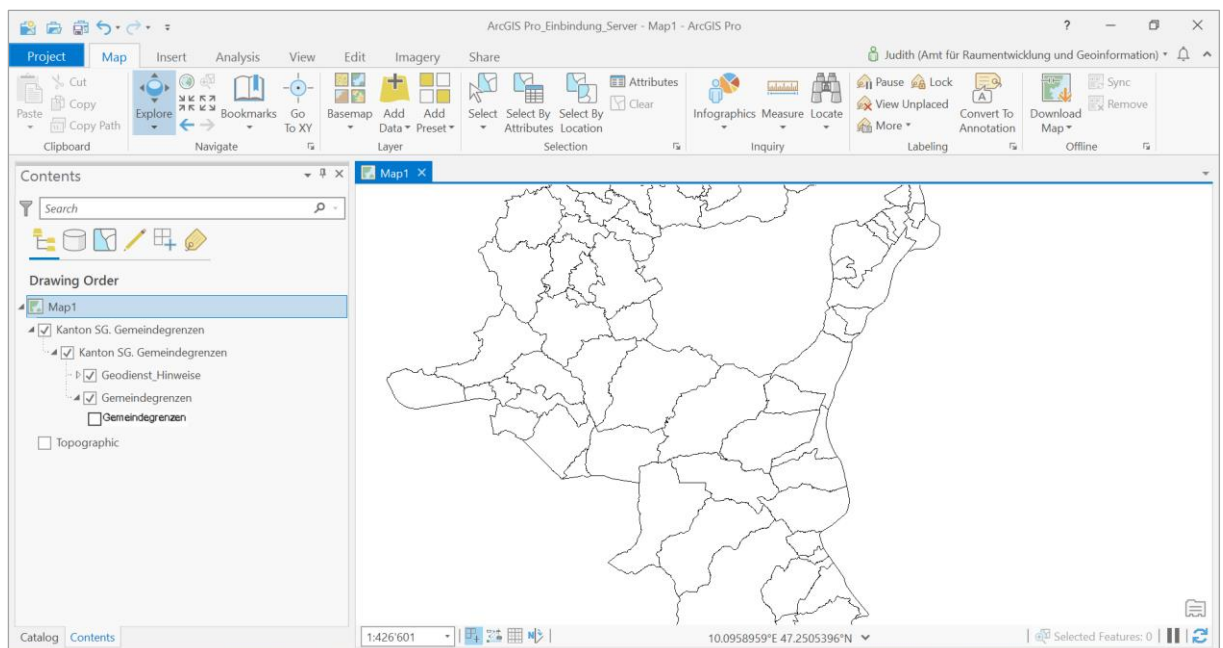 ArcGIS Pro_Einbindung_Server - Map1 - ArcGIS Pro
?
Project Map Insert Analysis View Edit Imagery Share
Judith (Amt für Raumentwicklung und Geoinformation)
Paste
Cut
Copy
Copy Path
Clipboard
Explore
Bookmarks
Go
To XY
Navigate
Basemap
Add
Data
Add
Preset
Layer
Select
Select By
Attributes
Select By
Location
Attributes
Clear
Selection
Infographics
Measure
Locate
Inquiry
Pause
Lock
View Unplaced
More
Convert To
Annotation
Labeling
Download
Map
Sync
Remove
Offline
Contents
Search
Drawing Order
Map1
Kanton SG. Gemeindegrenzen
Kanton SG. Gemeindegrenzen
Geodienst_Hinweise
Gemeindegrenzen
Gemeindegrenzen
Topographic
Catalog Contents
Map1
1:426'601
10.0958959°E 47.2505396°N
Selected Features: 0